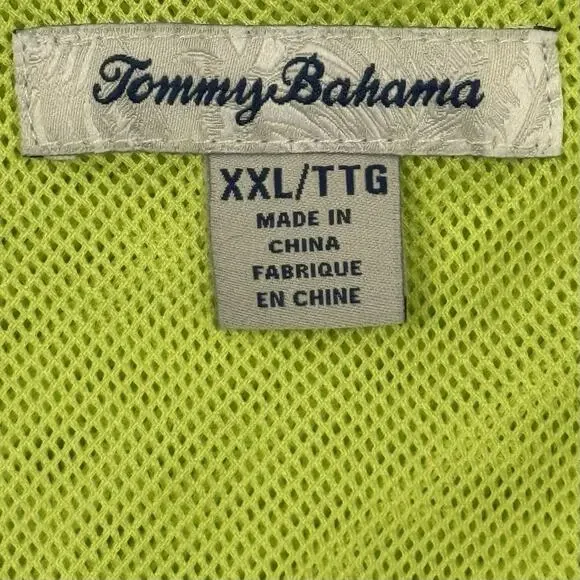 Tommy Bahama
XXL/TTG
MADE IN
CHINA
FABRIQUE
EN CHINE